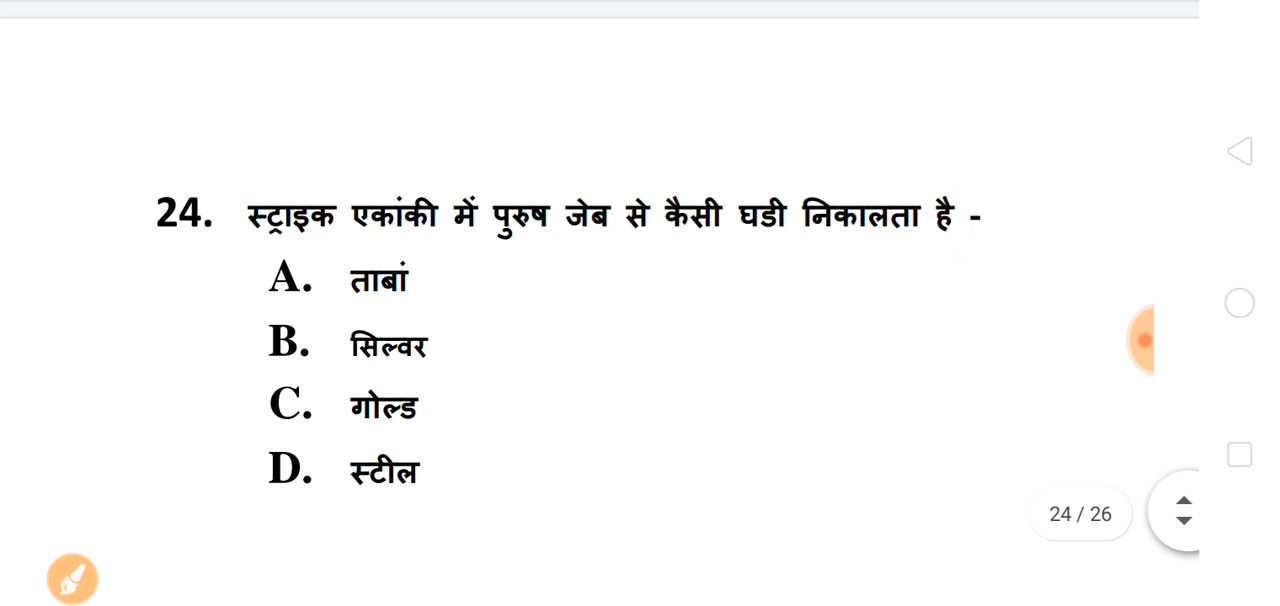 24. स्ट्राइक एकांकी में पुरुष जेब से कैसी घडी निकालता है -
A. ताबां
B. सिल्वर
C. गोल्ड
D. स्टील
24 / 26